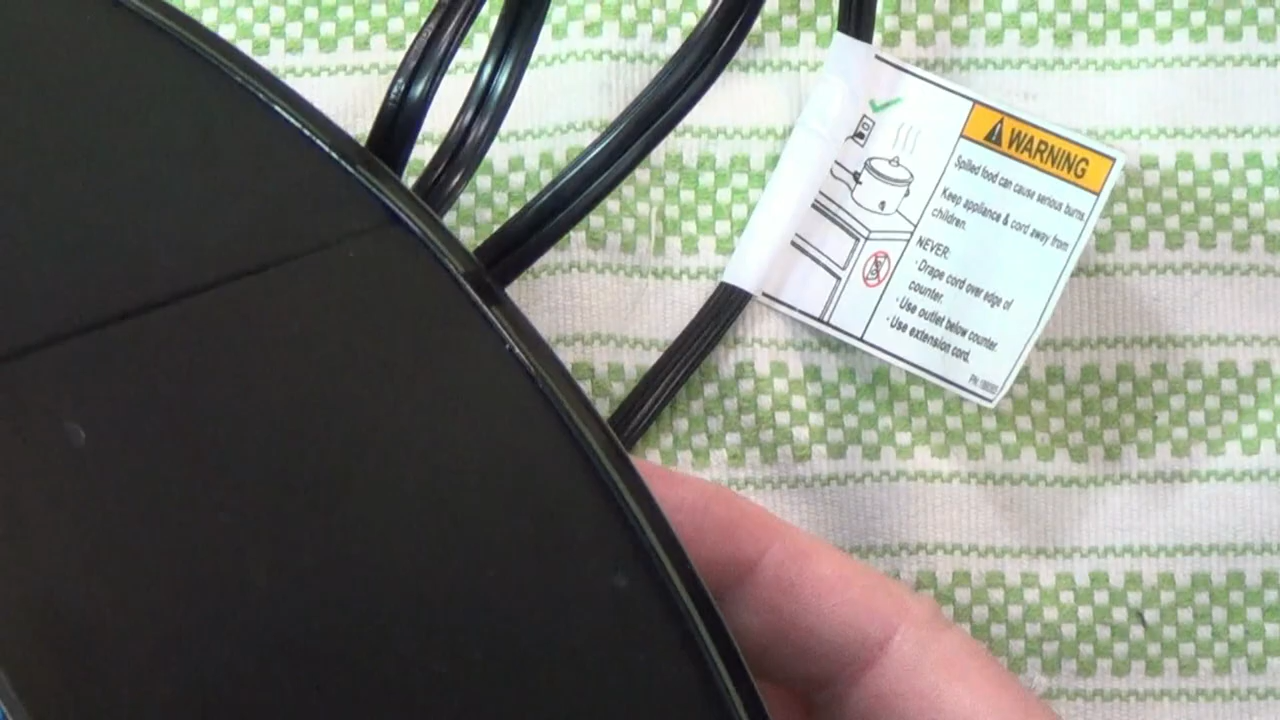 WARNING
Spilled food can cause serious burns.
Keep appliance & cord away from
children.
NEVER:
· Drape cord over edge of
counter.
· Use outlet below counter.
· Use extension cord.